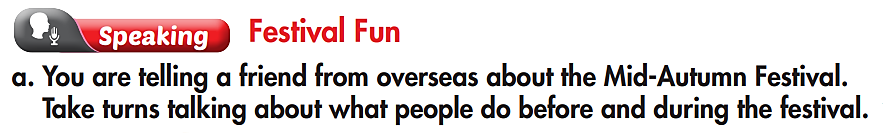 Speaking Festival Fun
a. You are telling a friend from overseas about the Mid-Autumn Festival.
Take turns talking about what people do before and during the festival.